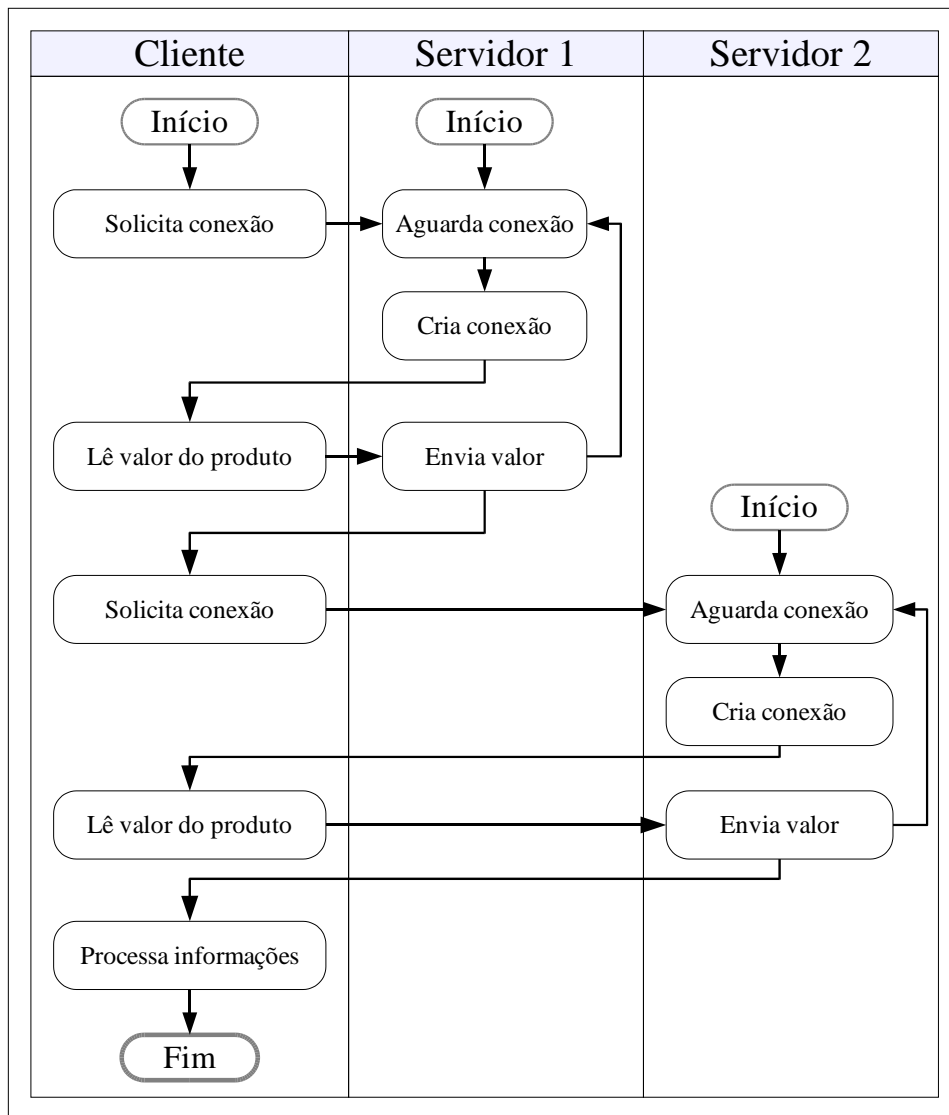 Cliente
Servidor 1
Servidor 2
Início
Início
Solicita conexão
Aguarda conexão
Cria conexão
Lê valor do produto
Envia valor
Início
Solicita conexão
Aguarda conexão
Cria conexão
Lê valor do produto
Envia valor
Processa informações
Fim